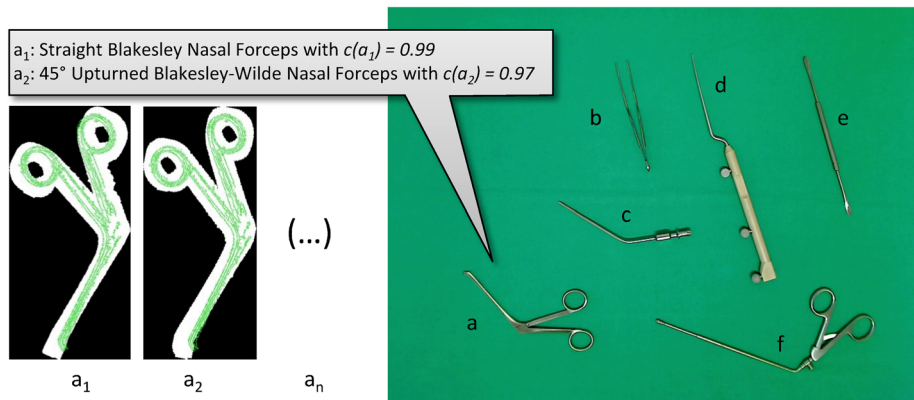 a1: Straight Blakesley Nasal Forceps with c(a1) = 0.99
a2: 45° Upturned Blakesley-Wilde Nasal Forceps with c(a2) = 0.97
b
d
e
c
(...)
a
f
a1
a2
an